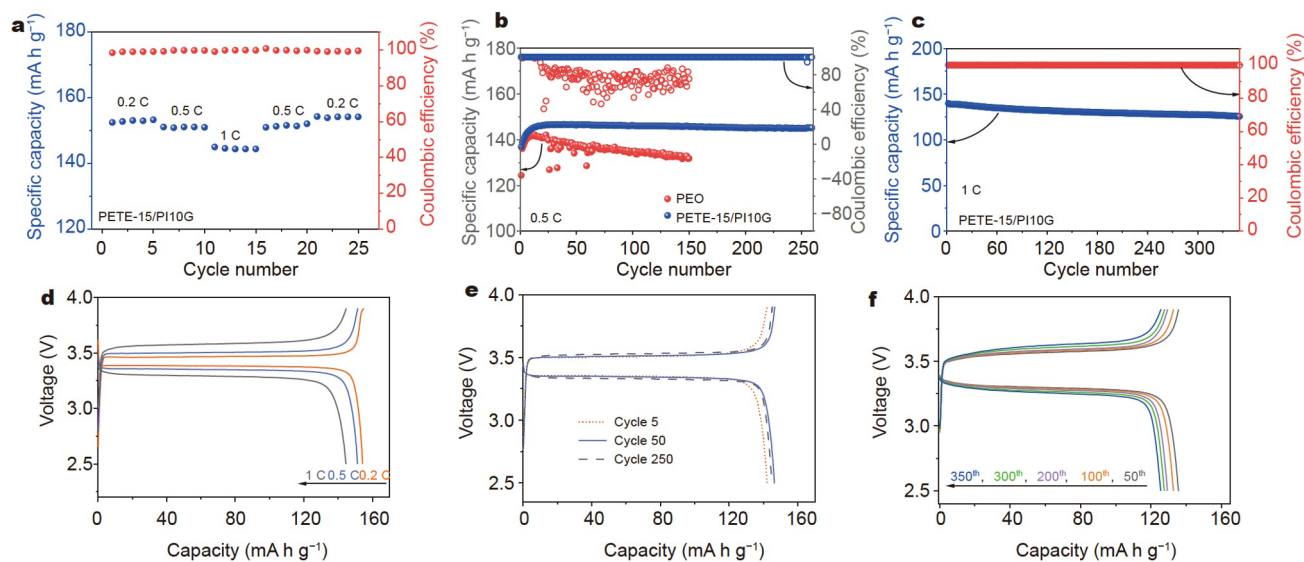 a
180
170
160
150
140
130
120
Specific capacity (mA h g⁻¹)
0.2 C
0.5 C
1 C
0.5 C
0.2 C
PETE-15/PI10G
0 5 10 15 20 25
Cycle number
100
80
60
40
20
0
Coulombic efficiency (%)
b
180
160
140
120
100
Specific capacity (mA h g⁻¹)
0.5 C
PEO
PETE-15/PI10G
0 50 100 150 200 250
Cycle number
80
40
0
−40
−80
Coulombic efficiency (%)
c
200
175
150
125
100
75
50
25
0
Specific capacity (mA h g⁻¹)
1 C
PETE-15/PI10G
0 60 120 180 240 300
Cycle number
100
80
60
40
20
0
Coulombic efficiency (%)
d
4.0
3.5
3.0
2.5
Voltage (V)
1 C 0.5 C 0.2 C
0 40 80 120 160
Capacity (mA h g⁻¹)
e
4.0
3.5
3.0
2.5
Voltage (V)
Cycle 5
Cycle 50
Cycle 250
0 40 80 120 160
Capacity (mA h g⁻¹)
f
4.0
3.5
3.0
2.5
Voltage (V)
350th, 300th, 200th, 100th, 50th
0 40 80 120 160
Capacity (mA h g⁻¹)